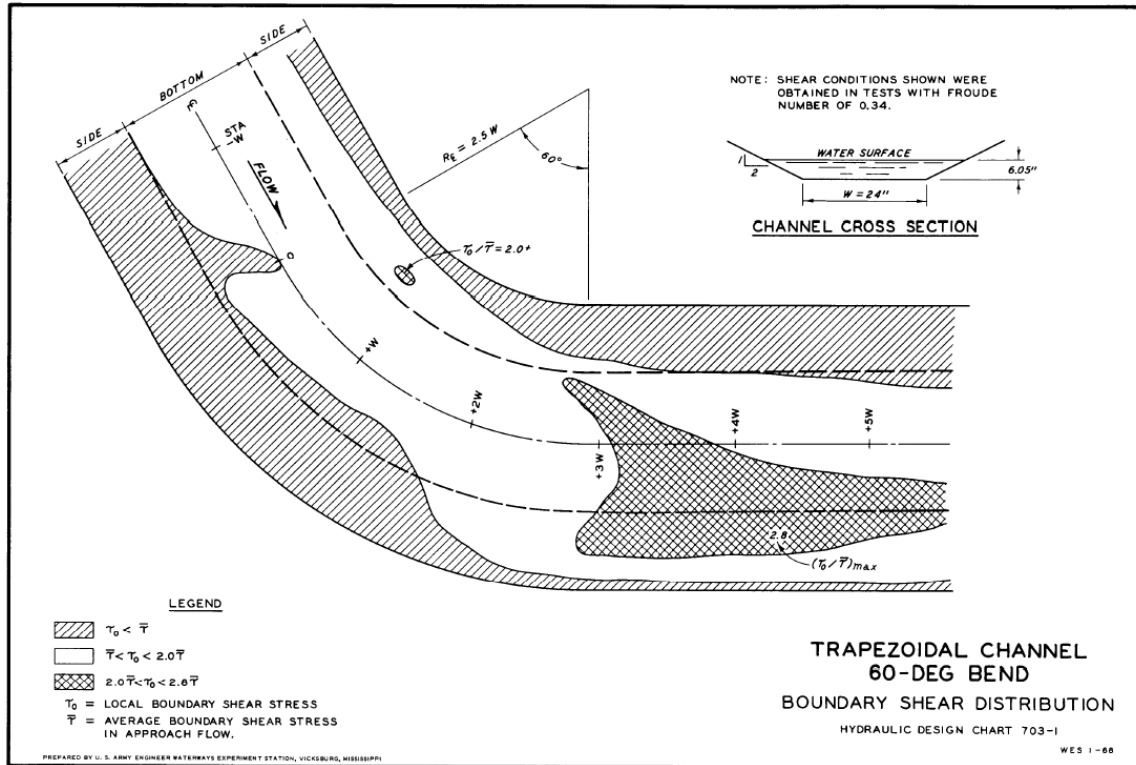 SIDE
BOTTOM
SIDE
℄
STA
-W
FLOW
O
+W
+2W
+3W
+4W
+5W
R_E = 2.5 W
60°
τ₀/τ̄ = 2.0+
2.8
(τ₀/τ̄)max
NOTE: SHEAR CONDITIONS SHOWN WERE
OBTAINED IN TESTS WITH FROUDE
NUMBER OF 0.34.
WATER SURFACE
1
2
6.05"
W = 24"
CHANNEL CROSS SECTION
LEGEND
τ₀ < τ̄
τ̄ < τ₀ < 2.0τ̄
2.0τ̄ < τ₀ < 2.8τ̄
τ₀ = LOCAL BOUNDARY SHEAR STRESS
τ̄ = AVERAGE BOUNDARY SHEAR STRESS
IN APPROACH FLOW.
TRAPEZOIDAL CHANNEL
60-DEG BEND
BOUNDARY SHEAR DISTRIBUTION
HYDRAULIC DESIGN CHART 703-1
WES 1-68
PREPARED BY U. S. ARMY ENGINEER WATERWAYS EXPERIMENT STATION, VICKSBURG, MISSISSIPPI